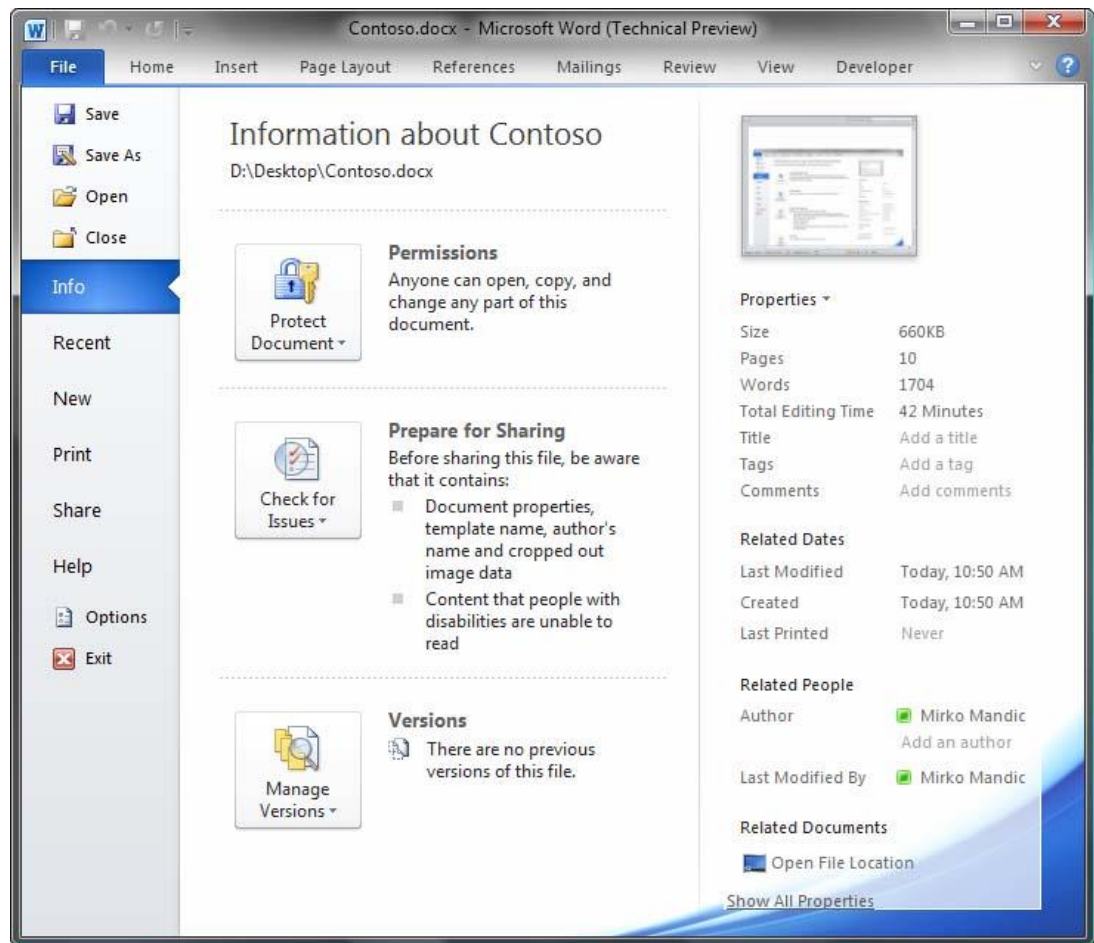 W
Contoso.docx - Microsoft Word (Technical Preview)
File Home Insert Page Layout References Mailings Review View Developer
Save
Save As
Open
Close
Info
Recent
New
Print
Share
Help
Options
Exit
Information about Contoso
D:\Desktop\Contoso.docx
Protect
Document
Permissions
Anyone can open, copy, and
change any part of this
document.
Check for
Issues
Prepare for Sharing
Before sharing this file, be aware
that it contains:
Document properties,
template name, author's
name and cropped out
image data
Content that people with
disabilities are unable to
read
Manage
Versions
Versions
There are no previous
versions of this file.
Properties
Size 660KB
Pages 10
Words 1704
Total Editing Time 42 Minutes
Title Add a title
Tags Add a tag
Comments Add comments
Related Dates
Last Modified Today, 10:50 AM
Created Today, 10:50 AM
Last Printed Never
Related People
Author Mirko Mandic
Add an author
Last Modified By Mirko Mandic
Related Documents
Open File Location
Show All Properties